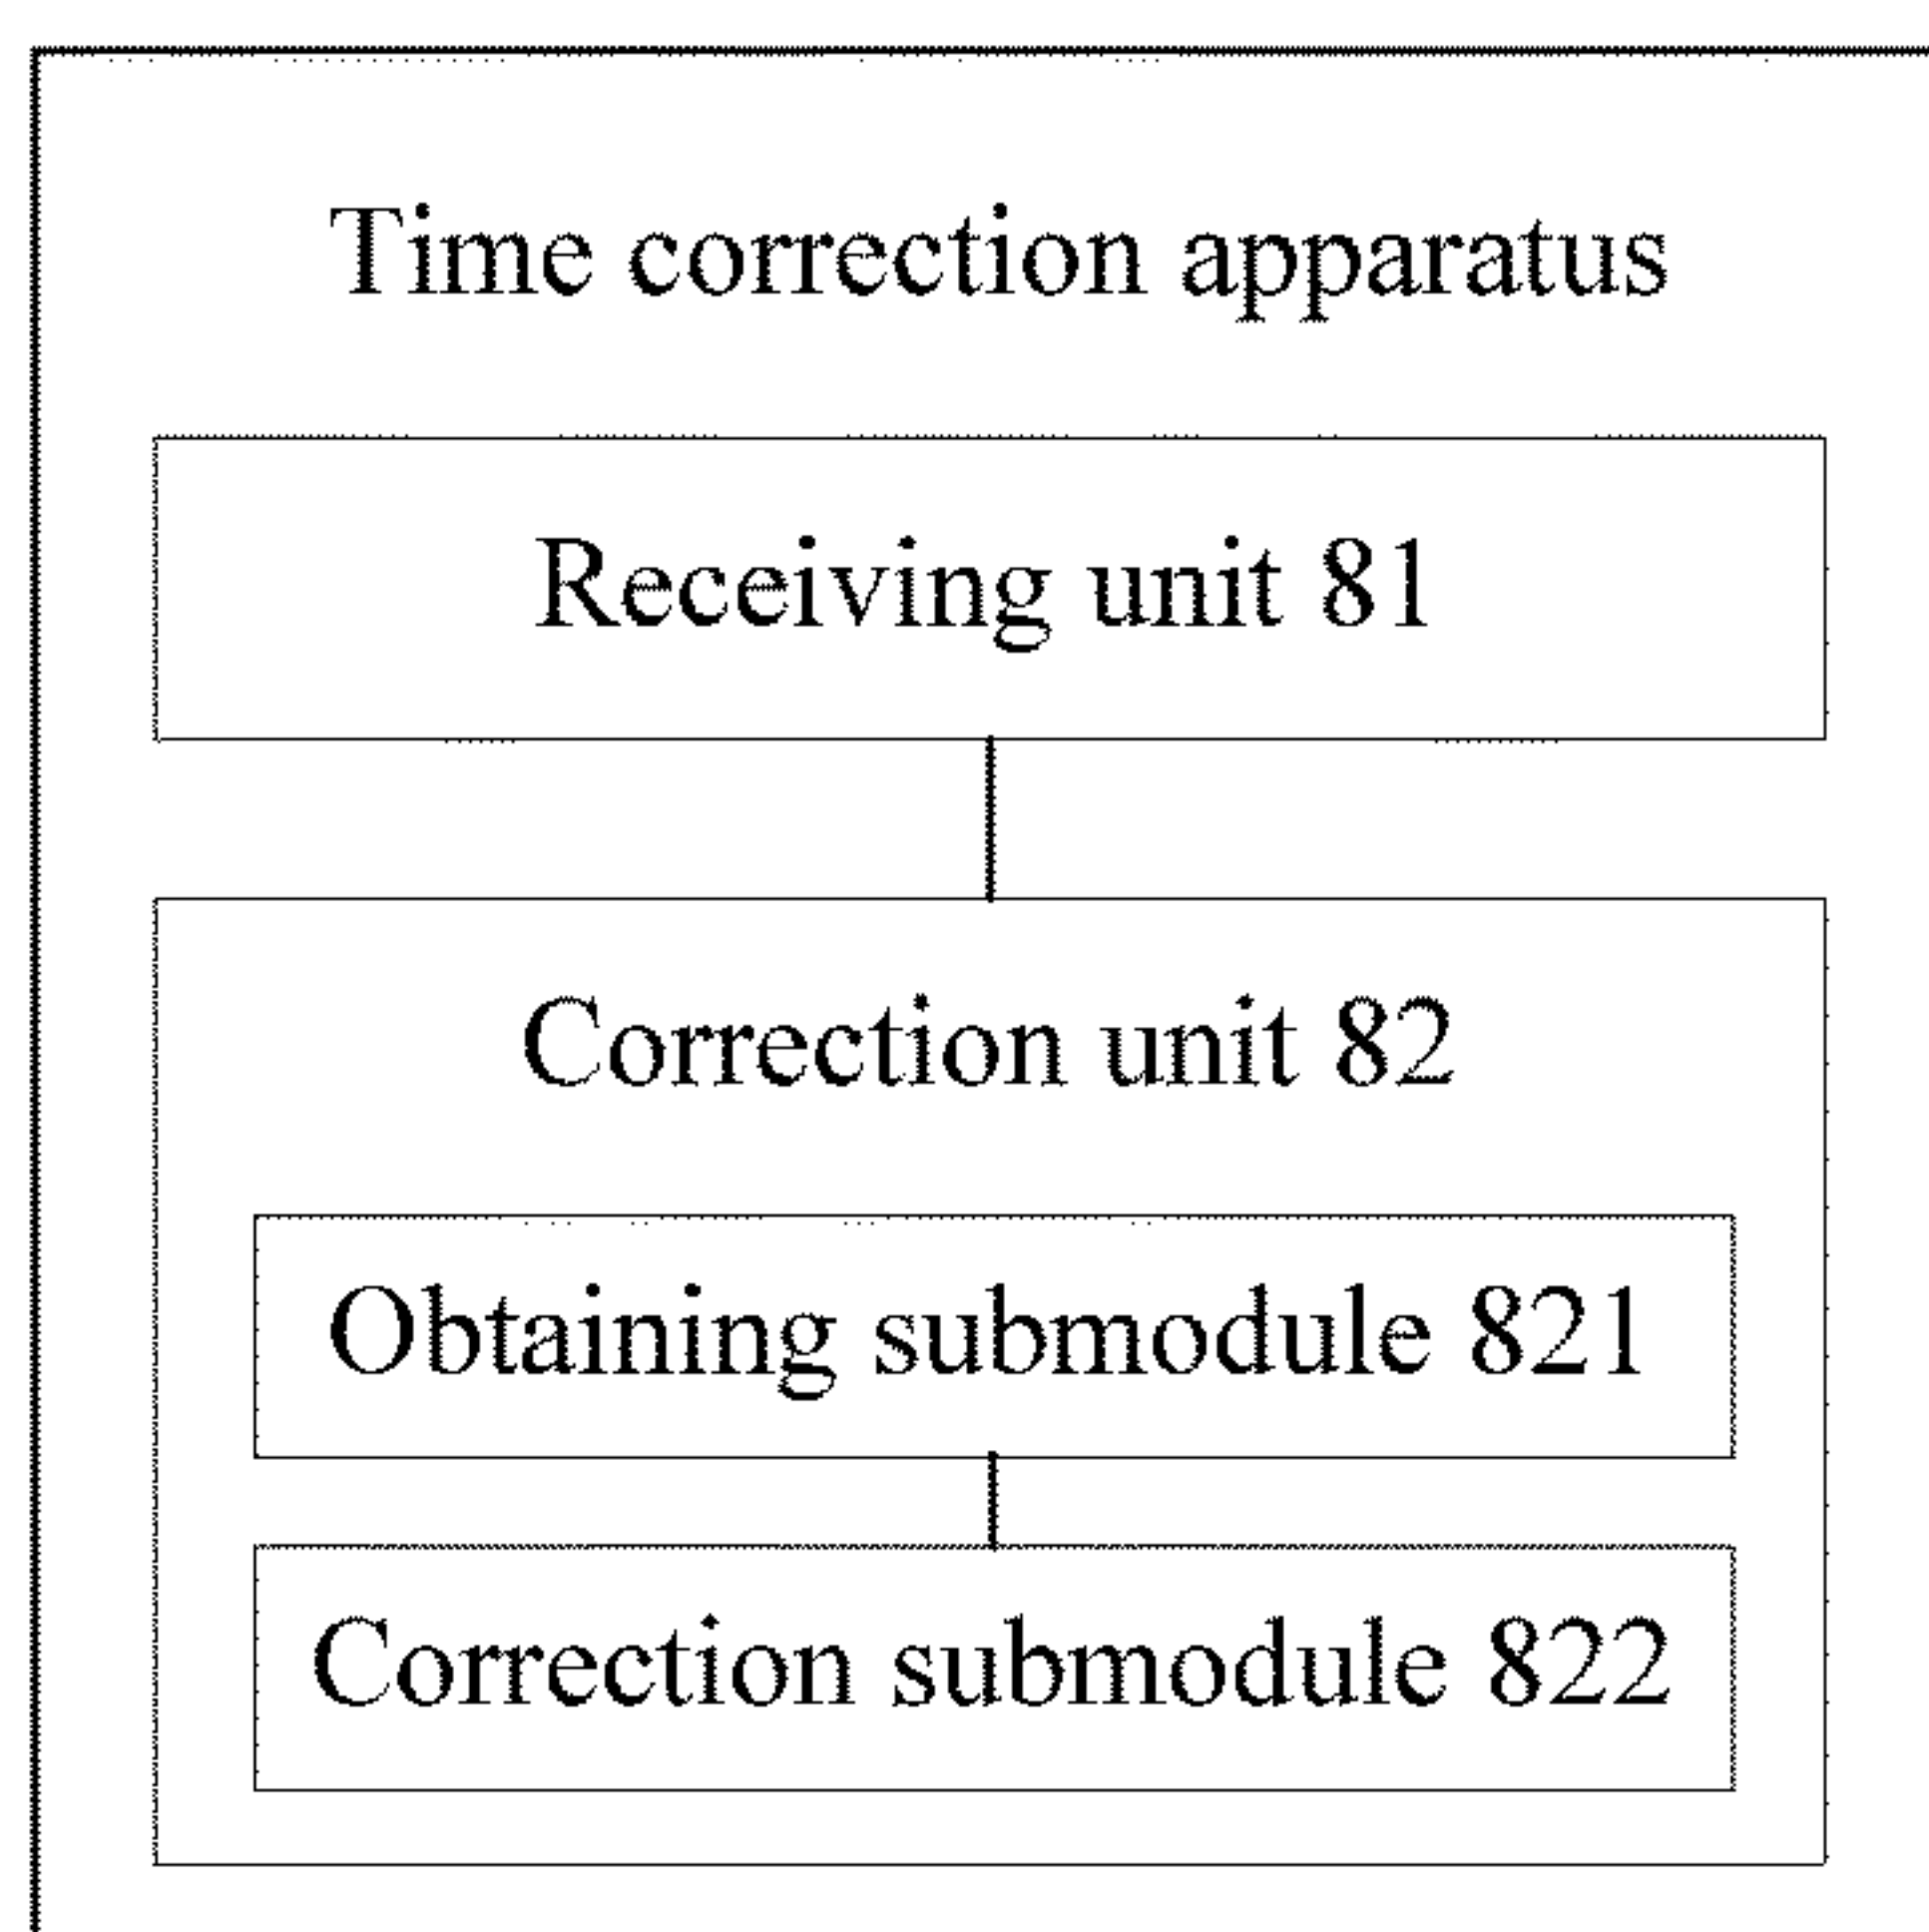 Time correction apparatus
Receiving unit 81
Correction unit 82
Obtaining submodule 821
Correction submodule 822